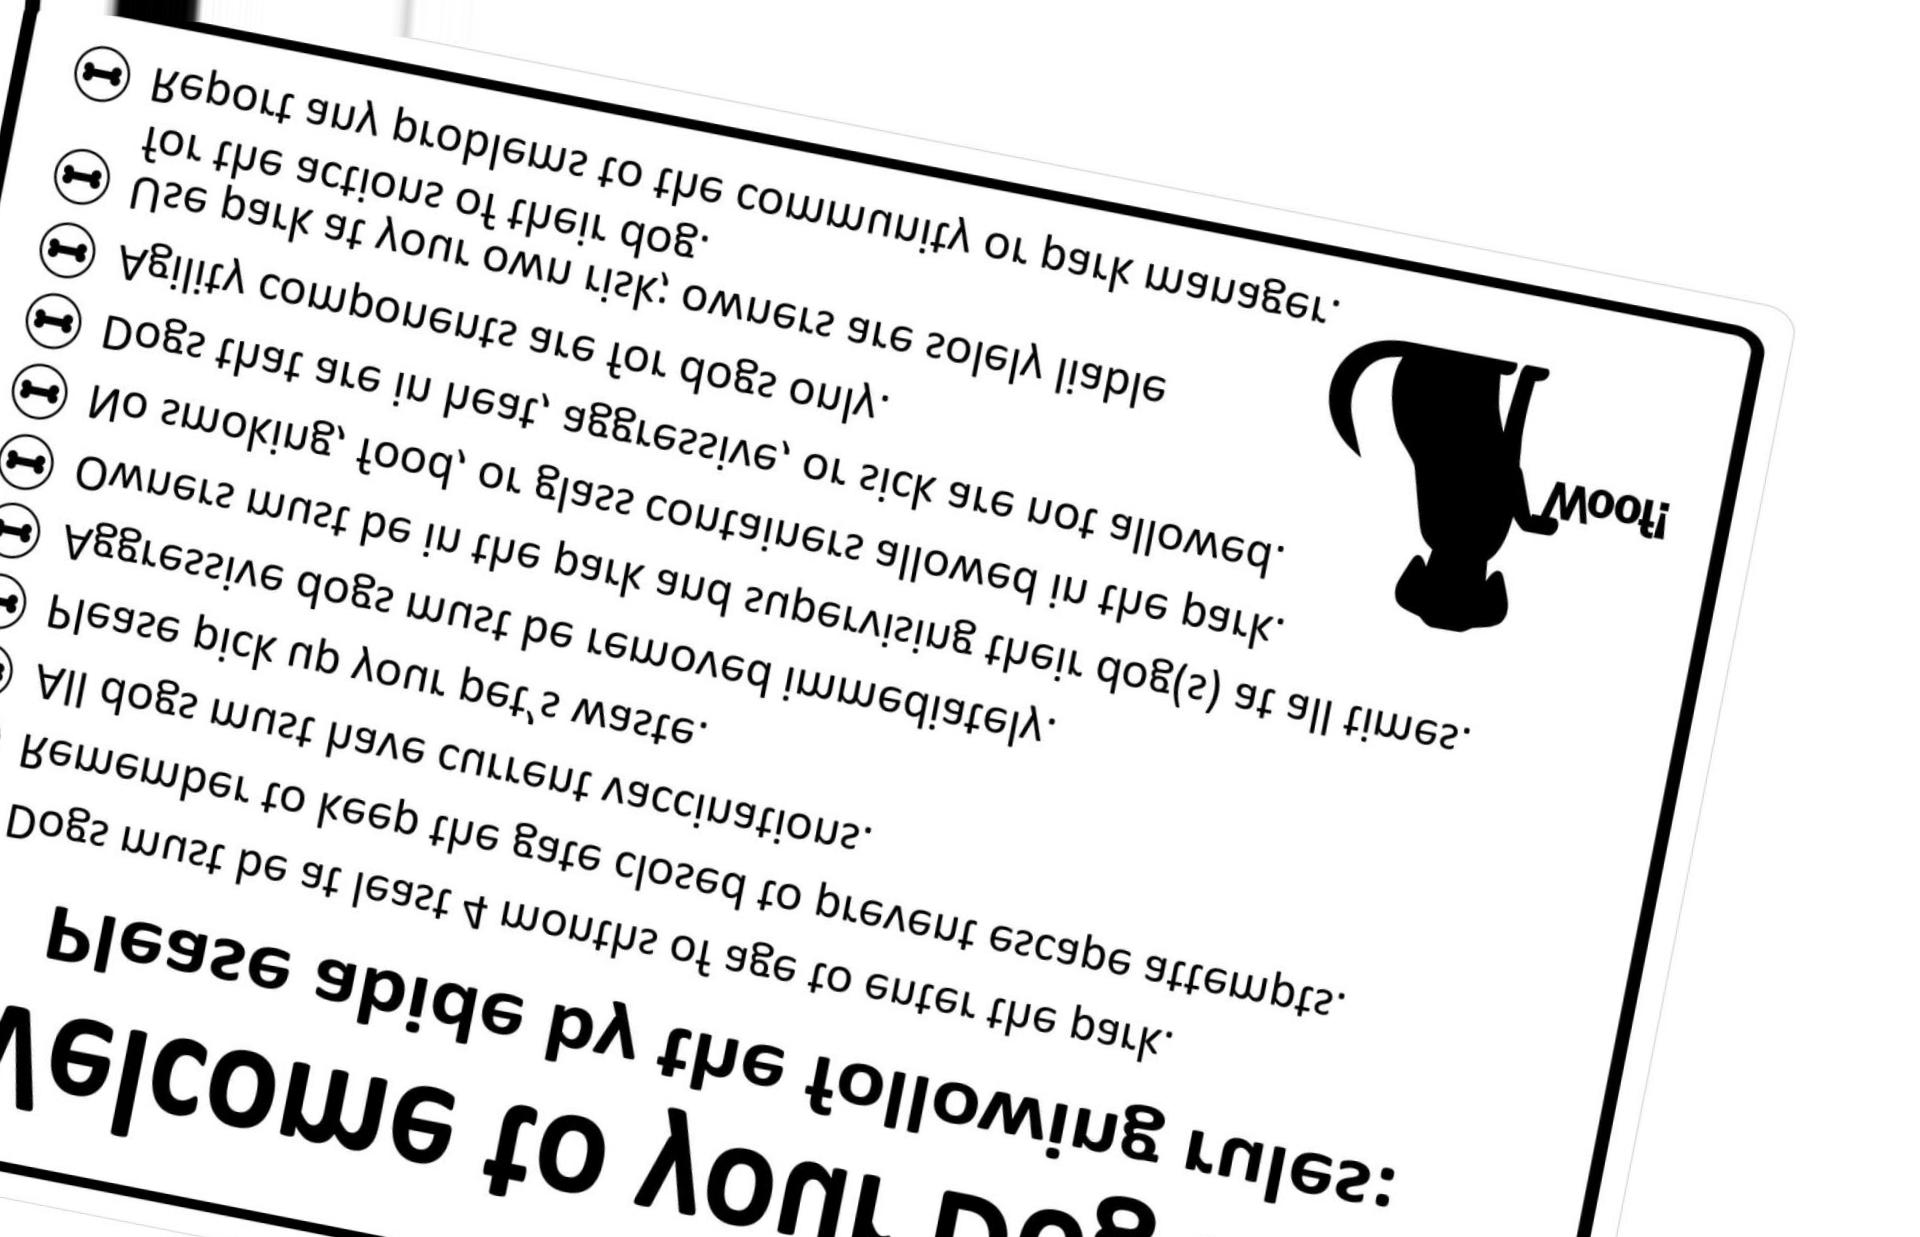 Welcome to your Dog
Please abide by the following rules:
Dogs must be at least 4 months of age to enter the park.
Remember to keep the gate closed to prevent escape attempts.
All dogs must have current vaccinations.
Please pick up your pet's waste.
Aggressive dogs must be removed immediately.
Owners must be in the park and supervising their dog(s) at all times.
No smoking, food, or glass containers allowed in the park.
Dogs that are in heat, aggressive, or sick are not allowed.
Agility components are for dogs only.
Use park at your own risk; owners are solely liable
for the actions of their dog.
Report any problems to the community or park manager.
Woof!